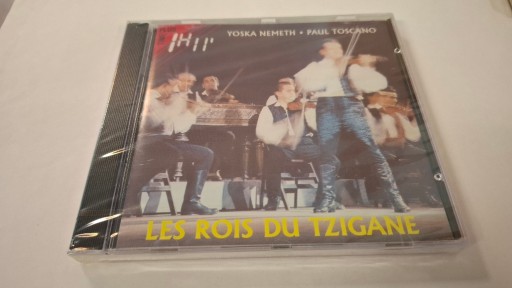 YOSKA NEMETH • PAUL TOSCANO
LES ROIS DU TZIGANE